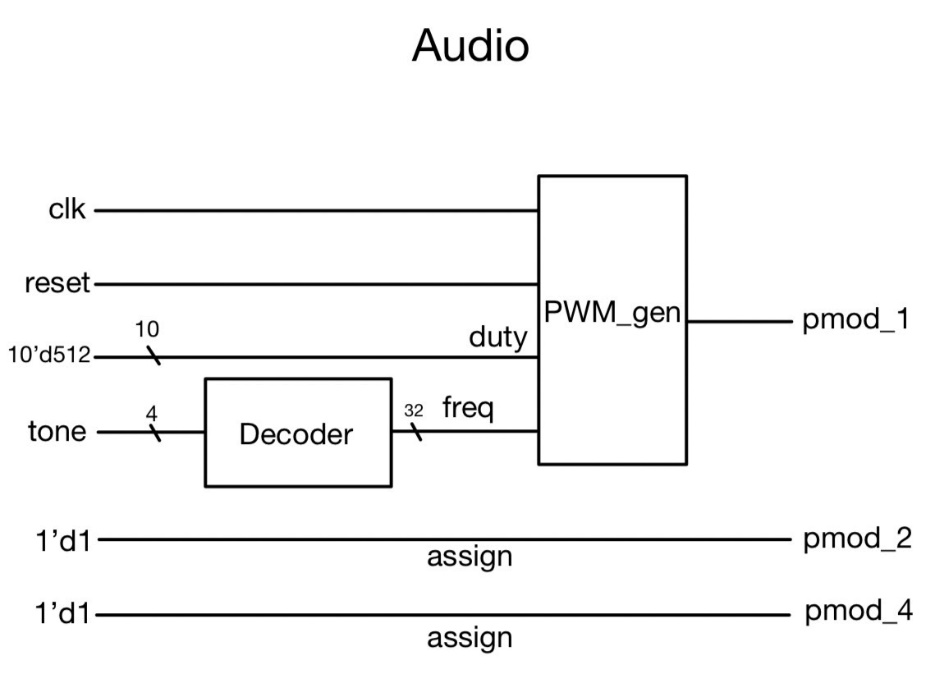 Audio
clk
reset
PWM_gen
pmod_1
10
10'd512
duty
tone
4
Decoder
32
freq
1'd1
assign
pmod_2
1'd1
assign
pmod_4